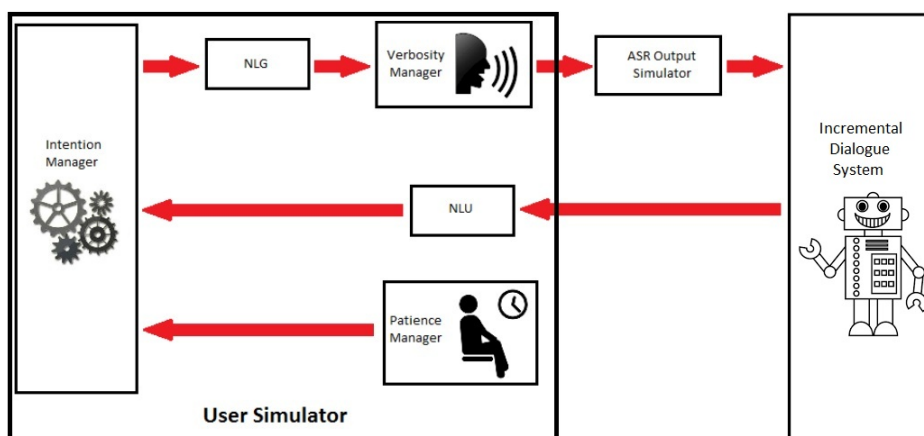 NLG
Verbosity
Manager
ASR Output
Simulator
Intention
Manager
Incremental
Dialogue
System
NLU
Patience
Manager
User Simulator